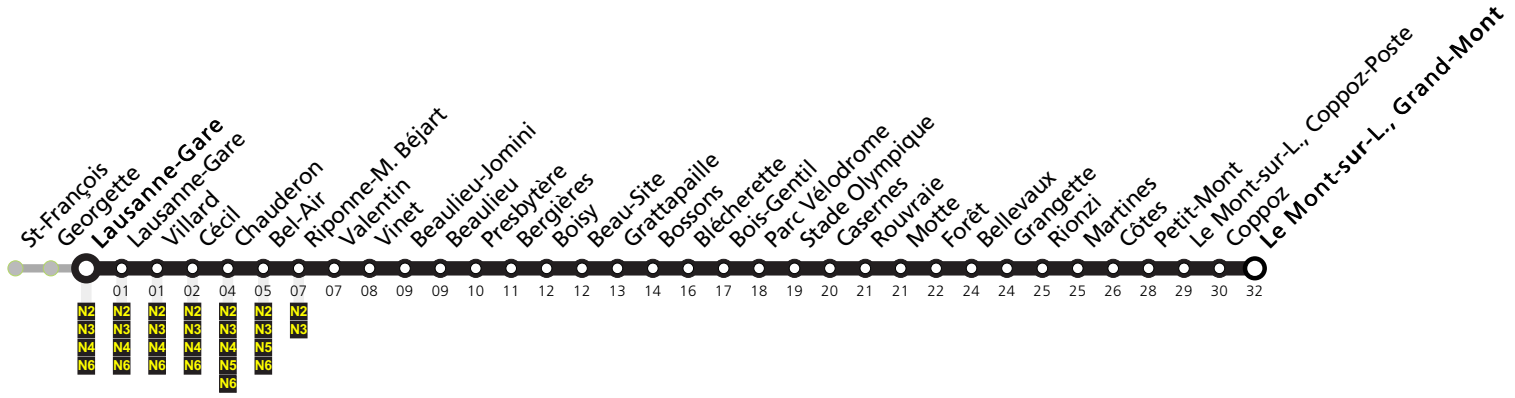 St-François
Georgette
Lausanne-Gare
Lausanne-Gare
Villard
Cécil
Chauderon
Bel-Air
Riponne-M. Béjart
Valentin
Vinet
Beaulieu-Jomini
Beaulieu
Presbytère
Bergières
Boisy
Beau-Site
Grattapaille
Bossons
Blécherette
Bois-Gentil
Parc Vélodrome
Stade Olympique
Casernes
Rouvraie
Motte
Forêt
Bellevaux
Grangette
Rionzi
Martines
Côtes
Petit-Mont
Le Mont-sur-L., Coppoz-Poste
Coppoz
Le Mont-sur-L., Grand-Mont
01 01 02 04 05 07 07 08 09 09 10 11 12 12 13 14 16 17 18 19 20 21 21 22 24 24 25 25 26 28 29 30 32
N2 N2 N2 N2 N2 N2 N2
N3 N3 N3 N3 N3 N3 N3
N4 N4 N4 N4 N4 N5
N6 N6 N6 N6 N5 N6
N6